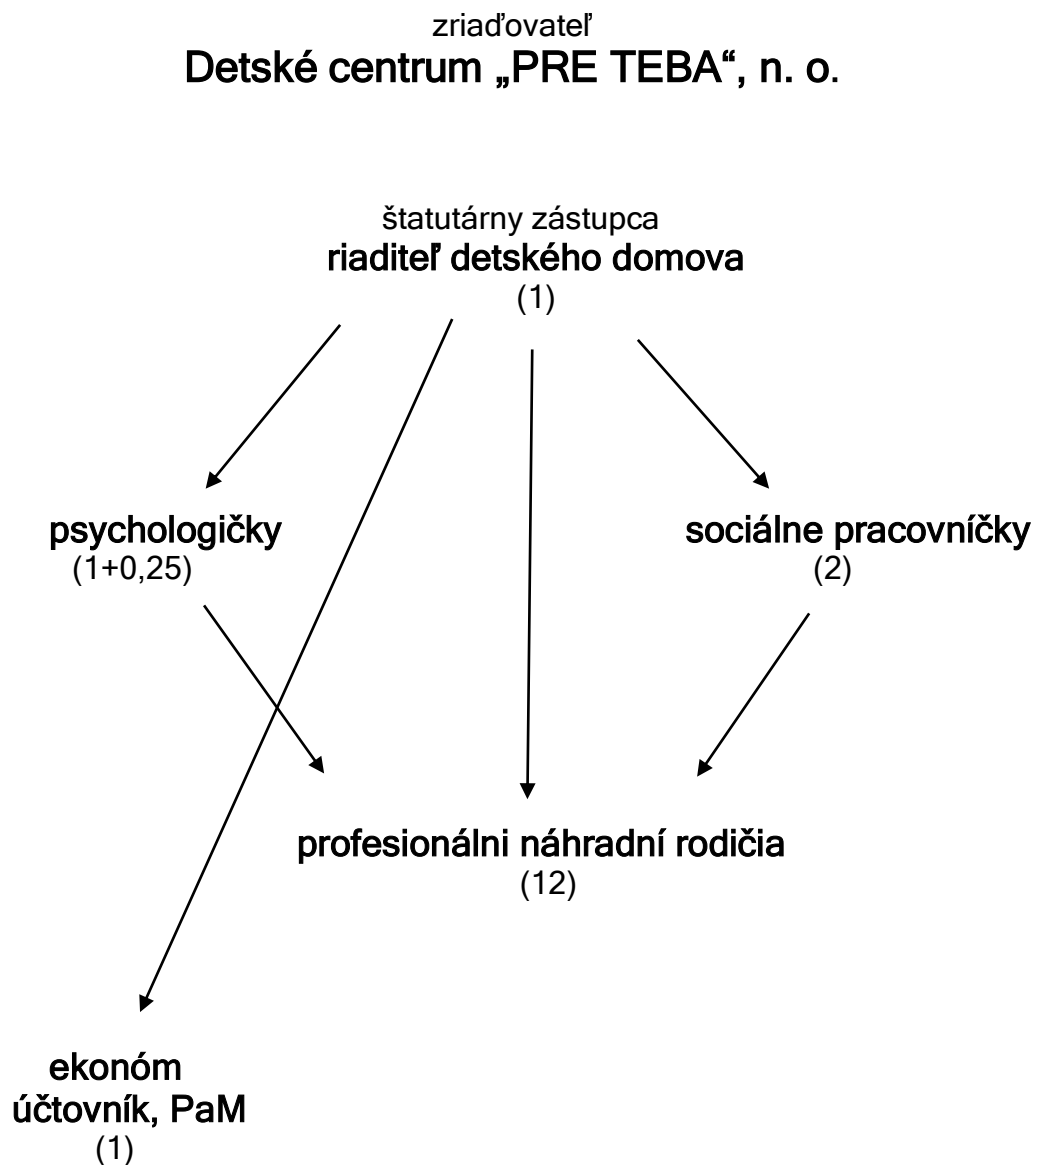 zriaďovateľ
Detské centrum „PRE TEBA“, n. o.
štatutárny zástupca
riaditeľ detského domova
(1)
psychologičky
(1+0,25)
sociálne pracovníčky
(2)
profesionálni náhradní rodičia
(12)
ekonóm
účtovník, PaM
(1)